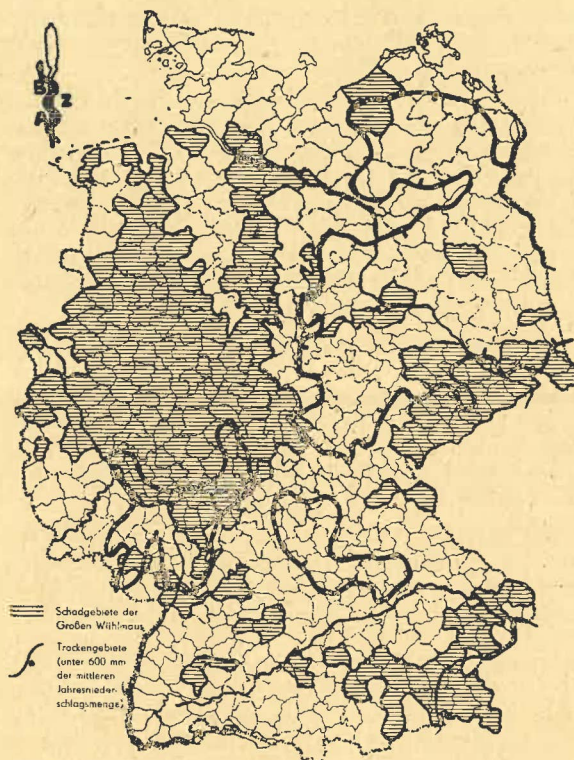 B
Z
A
Schadgebiete der
Großen Wühlmaus
Trockengebiete
(unter 600 mm
der mittleren
Jahresnieder-
schlagsmenge)